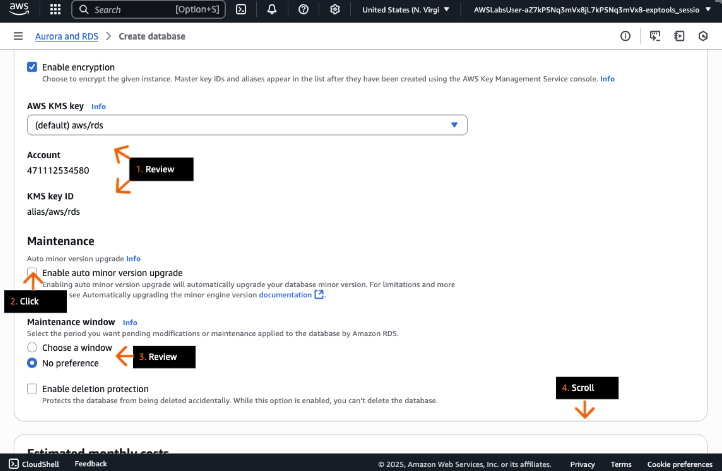 aws
Search
[Option+S]
United States (N. Virgi
AWSLabsUser-aZ7kP5Nq3mVx8jL7kP5Nq3mVx8-exptools_sessio
Aurora and RDS > Create database
Enable encryption
Choose to encrypt the given instance. Master key IDs and aliases appear in the list after they have been created using the AWS Key Management Service console. Info
AWS KMS key Info
(default) aws/rds
Account
471112534580
1. Review
KMS key ID
alias/aws/rds
Maintenance
Auto minor version upgrade Info
Enable auto minor version upgrade
Enabling auto minor version upgrade will automatically upgrade your database minor version. For limitations and more
see Automatically upgrading the minor engine version documentation
2. Click
Maintenance window Info
Select the period you want pending modifications or maintenance applied to the database by Amazon RDS.
Choose a window
No preference
3. Review
Enable deletion protection
Protects the database from being deleted accidentally. While this option is enabled, you can't delete the database.
4. Scroll
Estimated monthly costs
CloudShell Feedback © 2025, Amazon Web Services, Inc. or its affiliates. Privacy Terms Cookie preferences